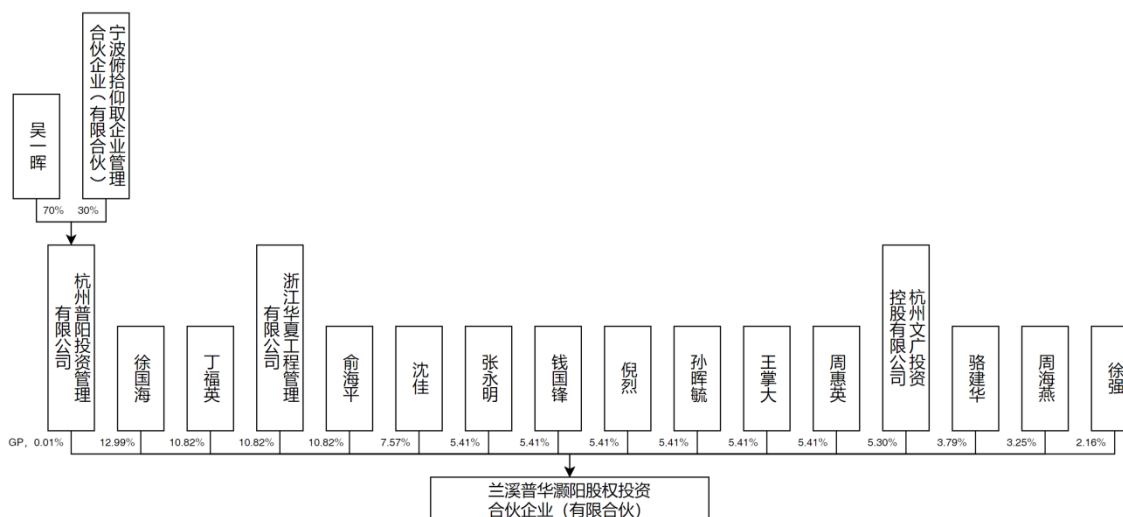 吴一晖
宁波俯拾仰取企业管理
合伙企业（有限合伙）
70%
30%
杭州普阳投资管理
有限公司
徐国海
丁福英
浙江华夏工程管理
有限公司
俞海平
沈佳
张永明
钱国锋
倪烈
孙晖毓
王掌大
周惠英
杭州文广投资
控股有限公司
骆建华
周海燕
徐强
GP，0.01%
12.99%
10.82%
10.82%
10.82%
7.57%
5.41%
5.41%
5.41%
5.41%
5.41%
5.41%
5.30%
3.79%
3.25%
2.16%
兰溪普华灏阳股权投资
合伙企业（有限合伙）